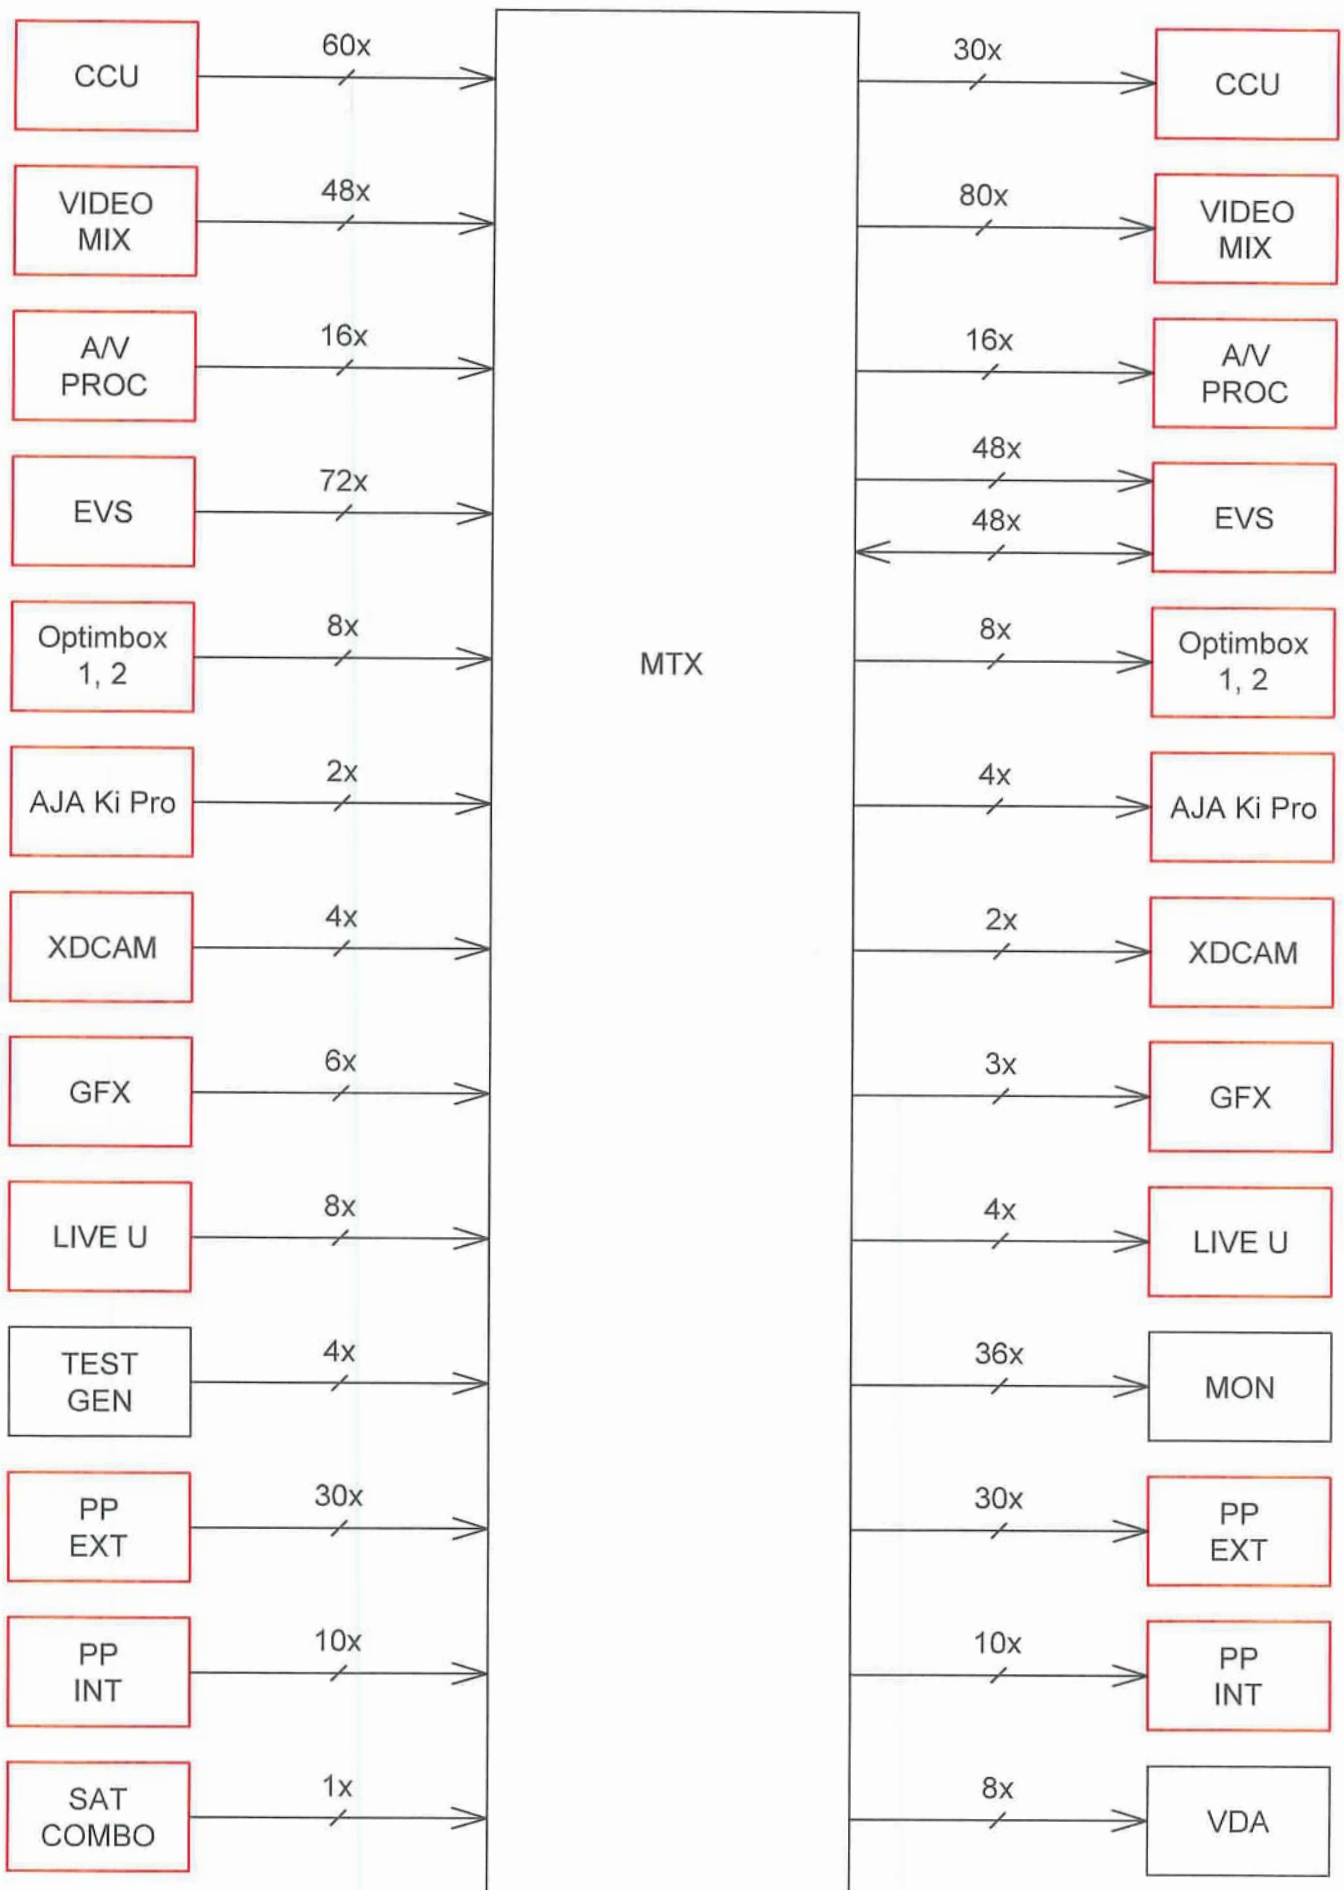 60x
30x
CCU
CCU
48x
80x
VIDEO
MIX
VIDEO
MIX
16x
16x
A/V
PROC
A/V
PROC
48x
72x
EVS
EVS
48x
8x
8x
Optimbox
1, 2
MTX
Optimbox
1, 2
2x
4x
AJA Ki Pro
AJA Ki Pro
4x
2x
XDCAM
XDCAM
6x
3x
GFX
GFX
8x
4x
LIVE U
LIVE U
4x
36x
TEST
GEN
MON
30x
30x
PP
EXT
PP
EXT
10x
10x
PP
INT
PP
INT
1x
8x
SAT
COMBO
VDA